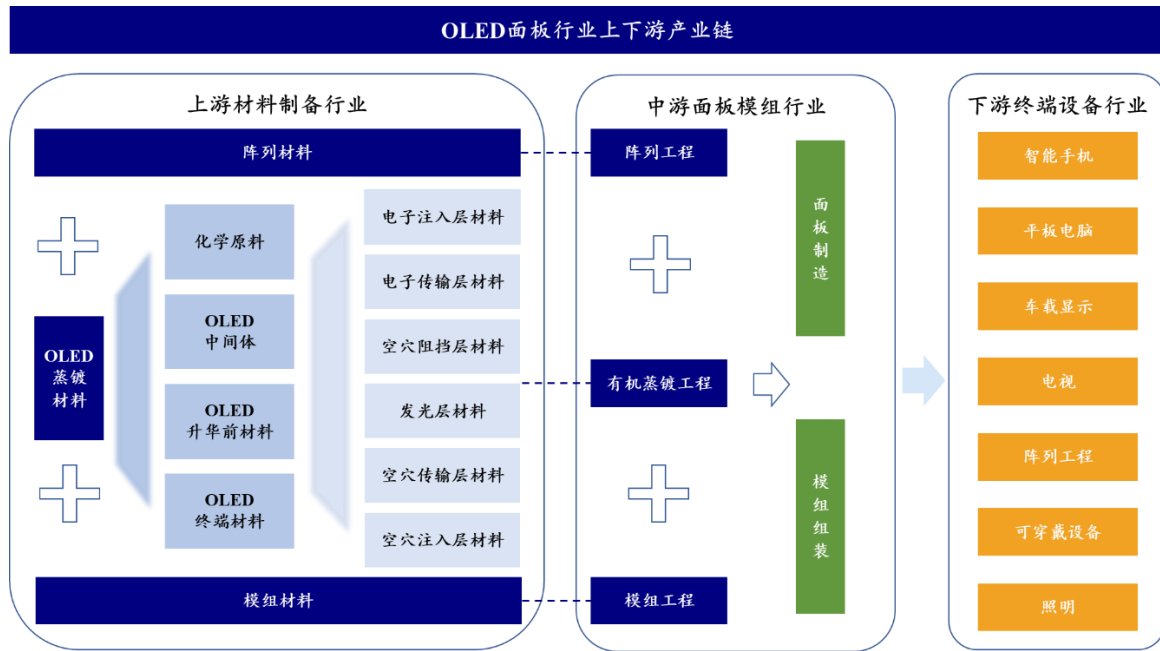 OLED面板行业上下游产业链
上游材料制备行业
阵列材料
OLED
蒸镀
材料
化学原料
OLED
中间体
OLED
升华前材料
OLED
终端材料
电子注入层材料
电子传输层材料
空穴阻挡层材料
发光层材料
空穴传输层材料
空穴注入层材料
模组材料
中游面板模组行业
阵列工程
有机蒸镀工程
模组工程
面
板
制
造
模
组
组
装
下游终端设备行业
智能手机
平板电脑
车载显示
电视
阵列工程
可穿戴设备
照明